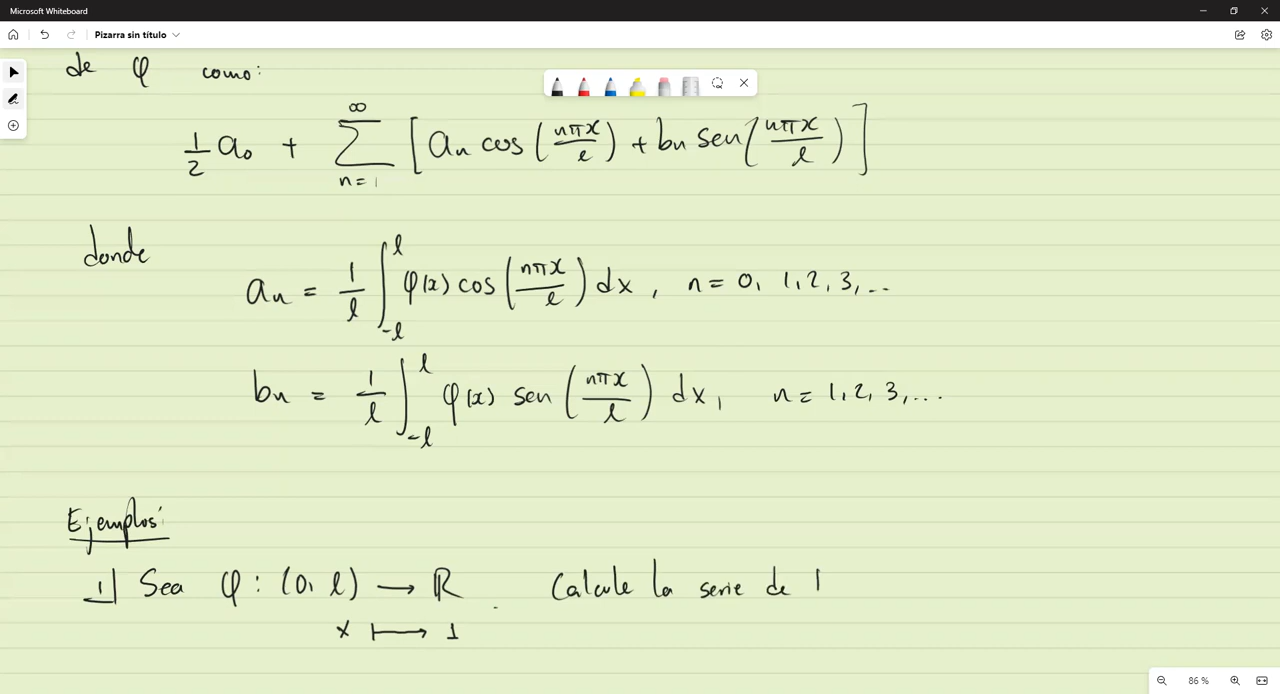 Microsoft Whiteboard
Pizarra sin título
de φ como:
1/2 a₀ + ∑_{n=1}^{∞} [ aₙ cos(nπx/l) + bₙ sen(nπx/l) ]
donde
aₙ = 1/l ∫_{-l}^{l} φ(x) cos(nπx/l) dx, n = 0, 1, 2, 3, ...
bₙ = 1/l ∫_{-l}^{l} φ(x) sen(nπx/l) dx, n = 1, 2, 3, ...
Ejemplos:
1] Sea φ : (0, l) → ℝ . Calcule la serie de
x ↦ 1
86 %